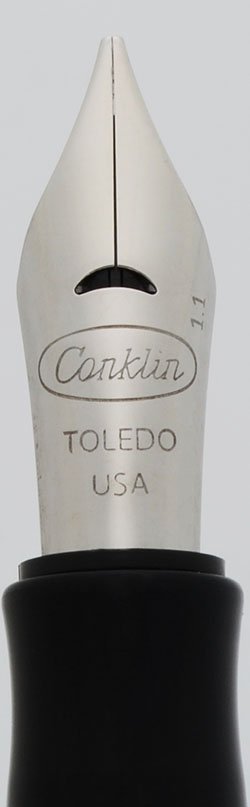 1.1
Conklin
TOLEDO
USA